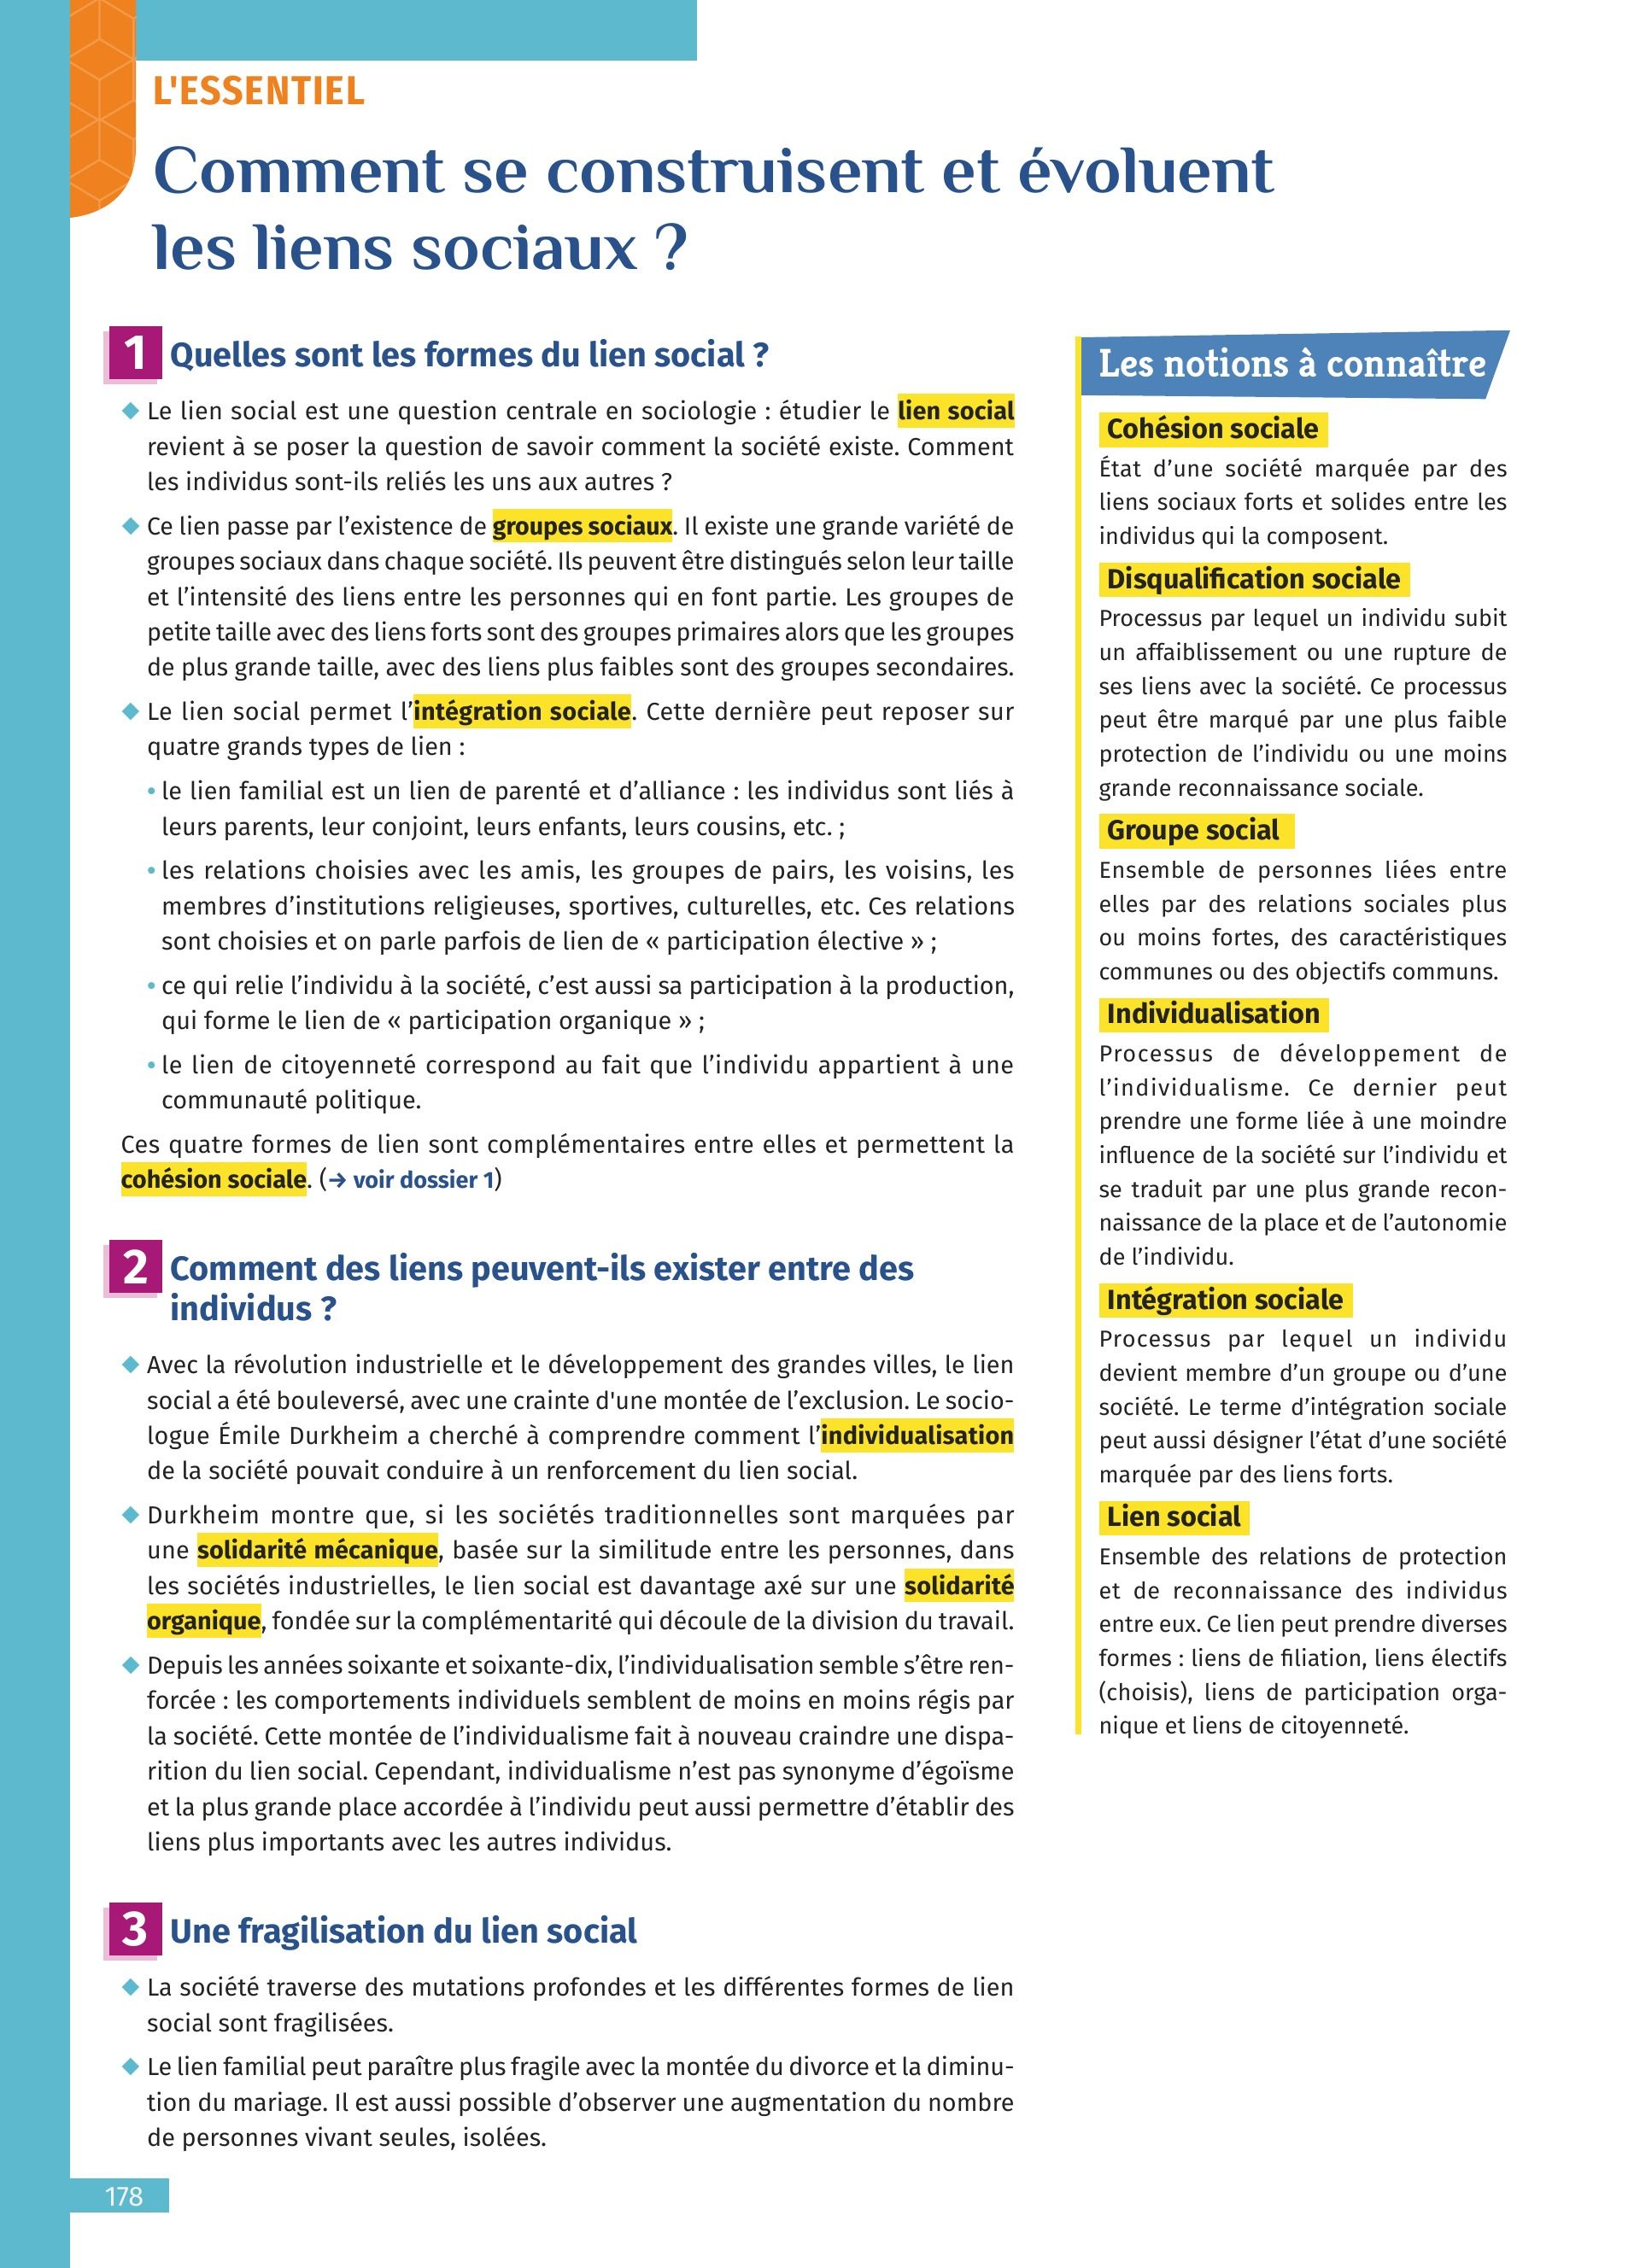 L'ESSENTIEL
Comment se construisent et évoluent
les liens sociaux ?
1 Quelles sont les formes du lien social ?
◆ Le lien social est une question centrale en sociologie : étudier le lien social
revient à se poser la question de savoir comment la société existe. Comment
les individus sont-ils reliés les uns aux autres ?
◆ Ce lien passe par l’existence de groupes sociaux. Il existe une grande variété de
groupes sociaux dans chaque société. Ils peuvent être distingués selon leur taille
et l’intensité des liens entre les personnes qui en font partie. Les groupes de
petite taille avec des liens forts sont des groupes primaires alors que les groupes
de plus grande taille, avec des liens plus faibles sont des groupes secondaires.
◆ Le lien social permet l’intégration sociale. Cette dernière peut reposer sur
quatre grands types de lien :
• le lien familial est un lien de parenté et d’alliance : les individus sont liés à
leurs parents, leur conjoint, leurs enfants, leurs cousins, etc. ;
• les relations choisies avec les amis, les groupes de pairs, les voisins, les
membres d’institutions religieuses, sportives, culturelles, etc. Ces relations
sont choisies et on parle parfois de lien de « participation élective » ;
• ce qui relie l’individu à la société, c’est aussi sa participation à la production,
qui forme le lien de « participation organique » ;
• le lien de citoyenneté correspond au fait que l’individu appartient à une
communauté politique.
Ces quatre formes de lien sont complémentaires entre elles et permettent la
cohésion sociale. (→ voir dossier 1)
2 Comment des liens peuvent-ils exister entre des
individus ?
◆ Avec la révolution industrielle et le développement des grandes villes, le lien
social a été bouleversé, avec une crainte d'une montée de l’exclusion. Le socio-
logue Émile Durkheim a cherché à comprendre comment l’individualisation
de la société pouvait conduire à un renforcement du lien social.
◆ Durkheim montre que, si les sociétés traditionnelles sont marquées par
une solidarité mécanique, basée sur la similitude entre les personnes, dans
les sociétés industrielles, le lien social est davantage axé sur une solidarité
organique, fondée sur la complémentarité qui découle de la division du travail.
◆ Depuis les années soixante et soixante-dix, l’individualisation semble s’être ren-
forcée : les comportements individuels semblent de moins en moins régis par
la société. Cette montée de l’individualisme fait à nouveau craindre une dispa-
rition du lien social. Cependant, individualisme n’est pas synonyme d’égoïsme
et la plus grande place accordée à l’individu peut aussi permettre d’établir des
liens plus importants avec les autres individus.
3 Une fragilisation du lien social
◆ La société traverse des mutations profondes et les différentes formes de lien
social sont fragilisées.
◆ Le lien familial peut paraître plus fragile avec la montée du divorce et la diminu-
tion du mariage. Il est aussi possible d’observer une augmentation du nombre
de personnes vivant seules, isolées.
Les notions à connaître
Cohésion sociale
État d’une société marquée par des
liens sociaux forts et solides entre les
individus qui la composent.
Disqualification sociale
Processus par lequel un individu subit
un affaiblissement ou une rupture de
ses liens avec la société. Ce processus
peut être marqué par une plus faible
protection de l’individu ou une moins
grande reconnaissance sociale.
Groupe social
Ensemble de personnes liées entre
elles par des relations sociales plus
ou moins fortes, des caractéristiques
communes ou des objectifs communs.
Individualisation
Processus de développement de
l’individualisme. Ce dernier peut
prendre une forme liée à une moindre
influence de la société sur l’individu et
se traduit par une plus grande recon-
naissance de la place et de l’autonomie
de l’individu.
Intégration sociale
Processus par lequel un individu
devient membre d’un groupe ou d’une
société. Le terme d’intégration sociale
peut aussi désigner l’état d’une société
marquée par des liens forts.
Lien social
Ensemble des relations de protection
et de reconnaissance des individus
entre eux. Ce lien peut prendre diverses
formes : liens de filiation, liens électifs
(choisis), liens de participation orga-
nique et liens de citoyenneté.
178